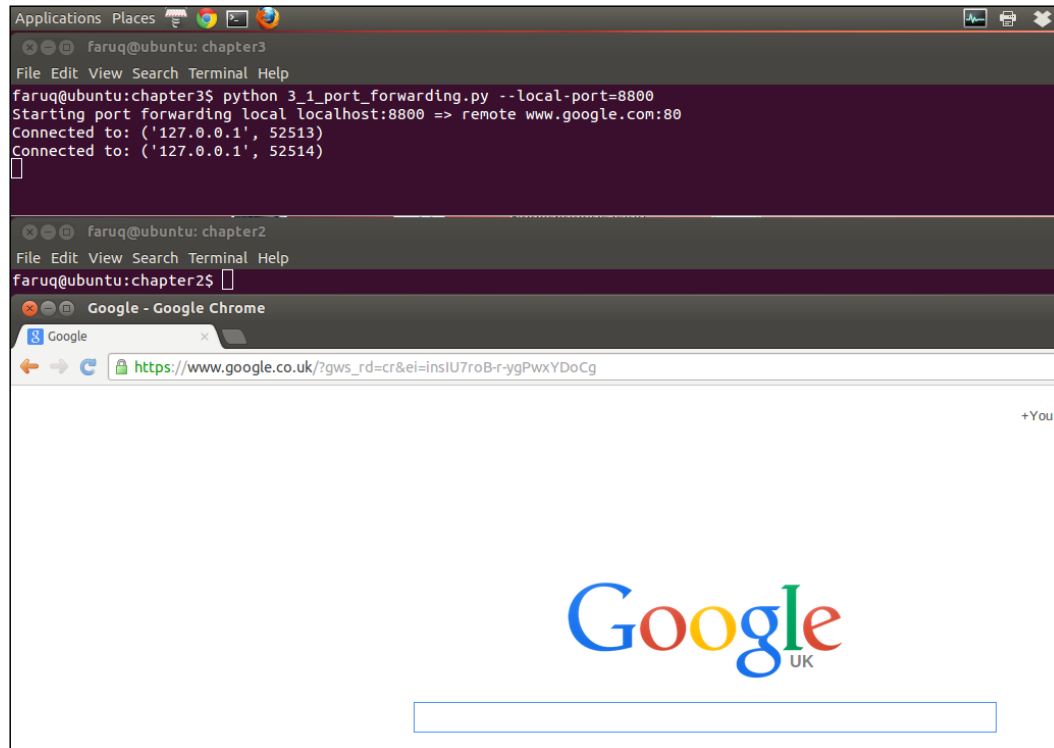 Applications Places
faruq@ubuntu: chapter3
File Edit View Search Terminal Help
faruq@ubuntu:chapter3$ python 3_1_port_forwarding.py --local-port=8800
Starting port forwarding local localhost:8800 => remote www.google.com:80
Connected to: ('127.0.0.1', 52513)
Connected to: ('127.0.0.1', 52514)
faruq@ubuntu: chapter2
File Edit View Search Terminal Help
faruq@ubuntu:chapter2$
Google - Google Chrome
Google
https://www.google.co.uk/?gws_rd=cr&ei=insIU7roB-r-ygPwxYDoCg
+You
Google
UK